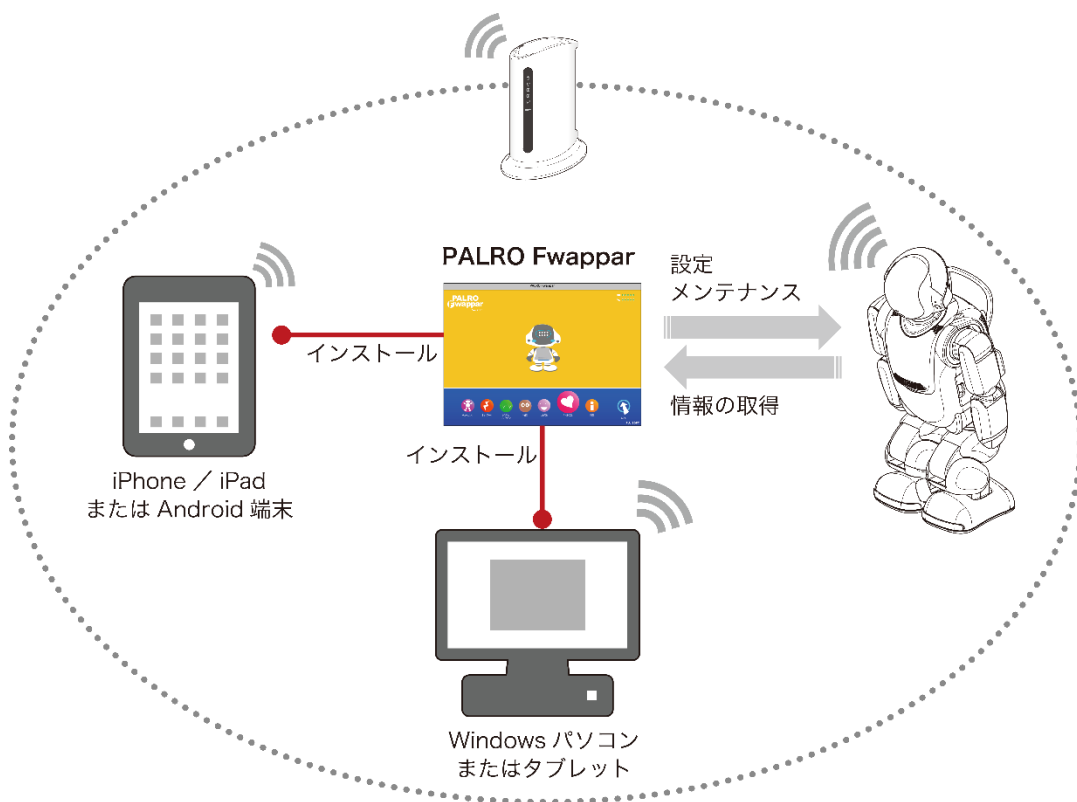 PALRO Fwappar
設定
メンテナンス
PALRO
Fwappar
インストール
情報の取得
インストール
iPhone ／ iPad
または Android 端末
Windows パソコン
またはタブレット